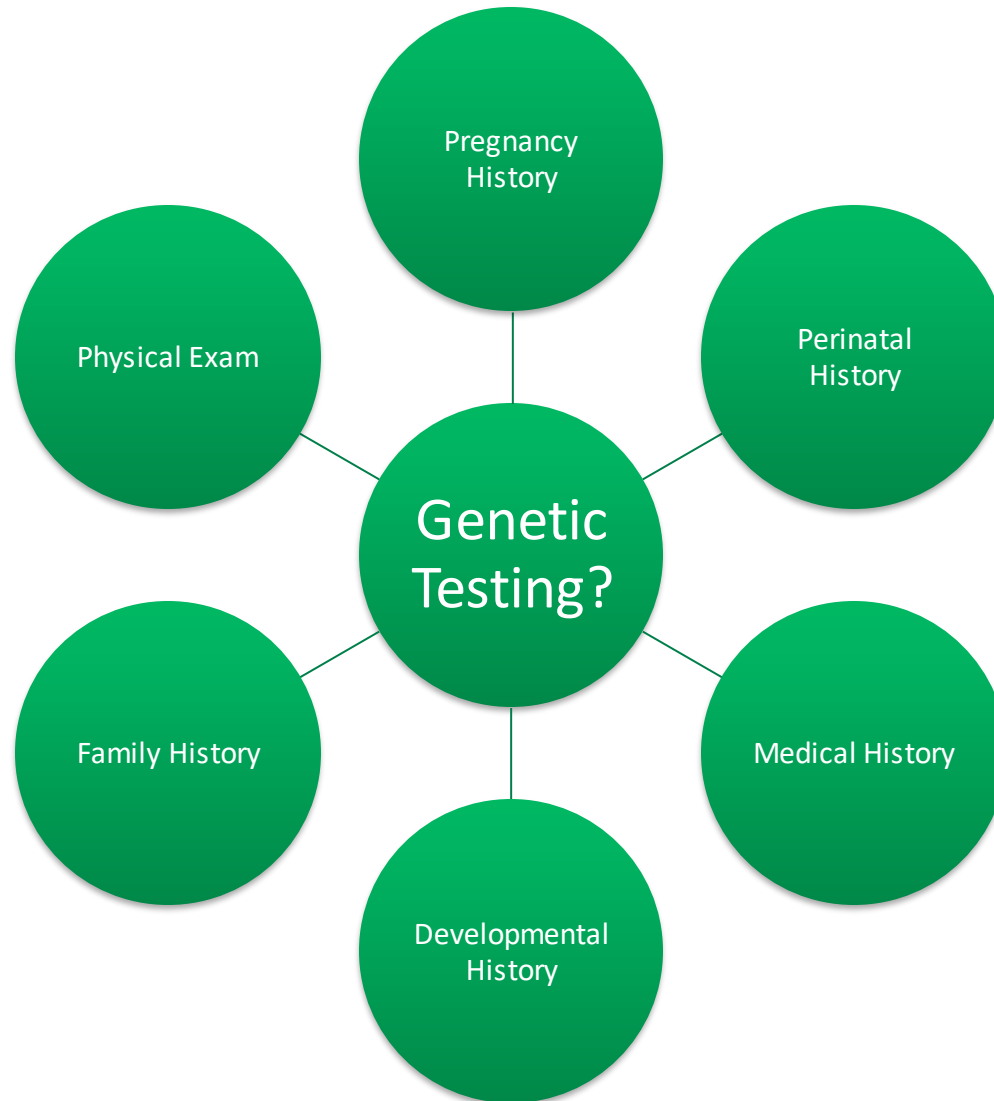 Pregnancy
History
Physical Exam
Perinatal
History
Genetic
Testing?
Family History
Medical History
Developmental
History